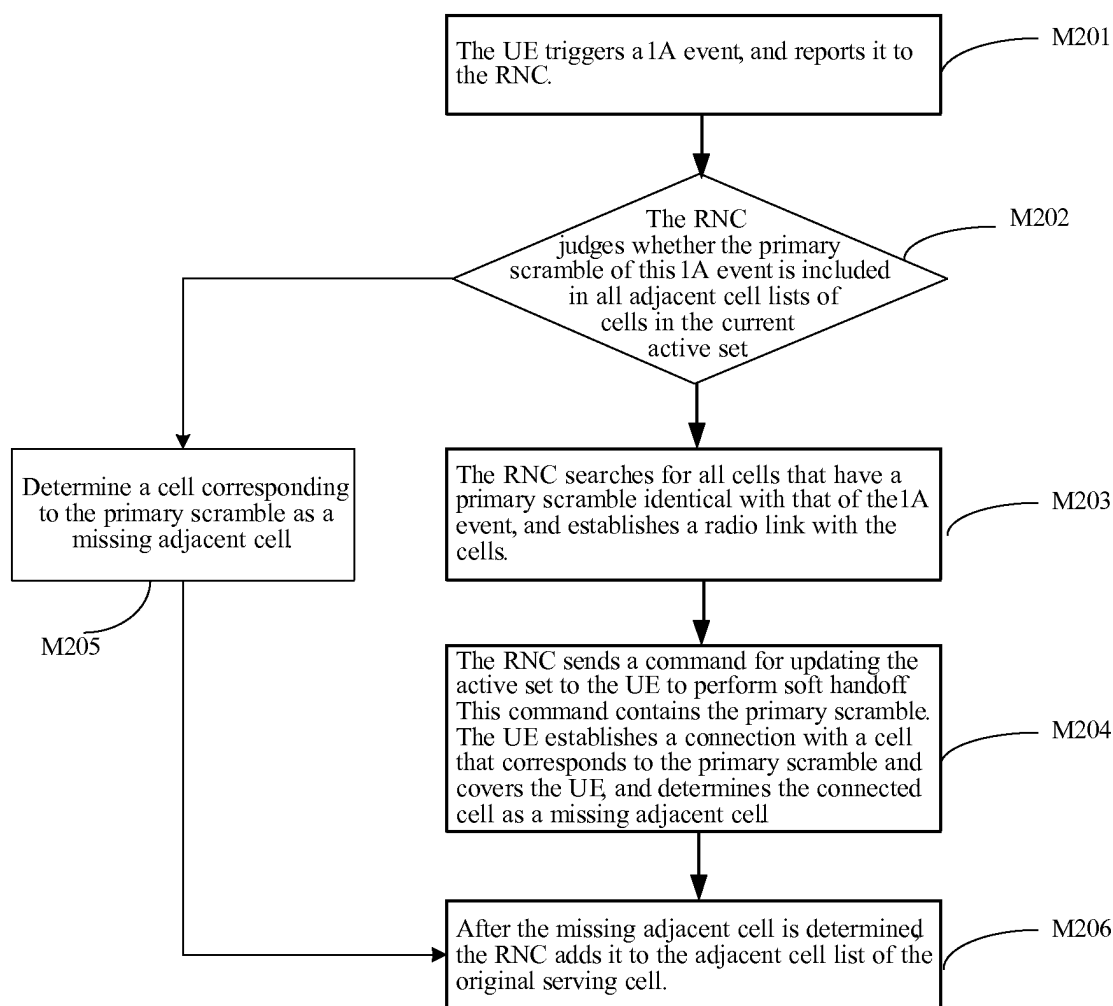 The UE triggers a 1A event, and reports it to
the RNC.
M201
The RNC
judges whether the primary
scramble of this 1A event is included
in all adjacent cell lists of
cells in the current
active set
M202
The RNC searches for all cells that have a
primary scramble identical with that of the 1A
event, and establishes a radio link with the
cells.
M203
Determine a cell corresponding
to the primary scramble as a
missing adjacent cell
M205
The RNC sends a command for updating the
active set to the UE to perform soft handoff
This command contains the primary scramble.
The UE establishes a connection with a cell
that corresponds to the primary scramble and
covers the UE, and determines the connected
cell as a missing adjacent cell
M204
After the missing adjacent cell is determined,
the RNC adds it to the adjacent cell list of the
original serving cell.
M206